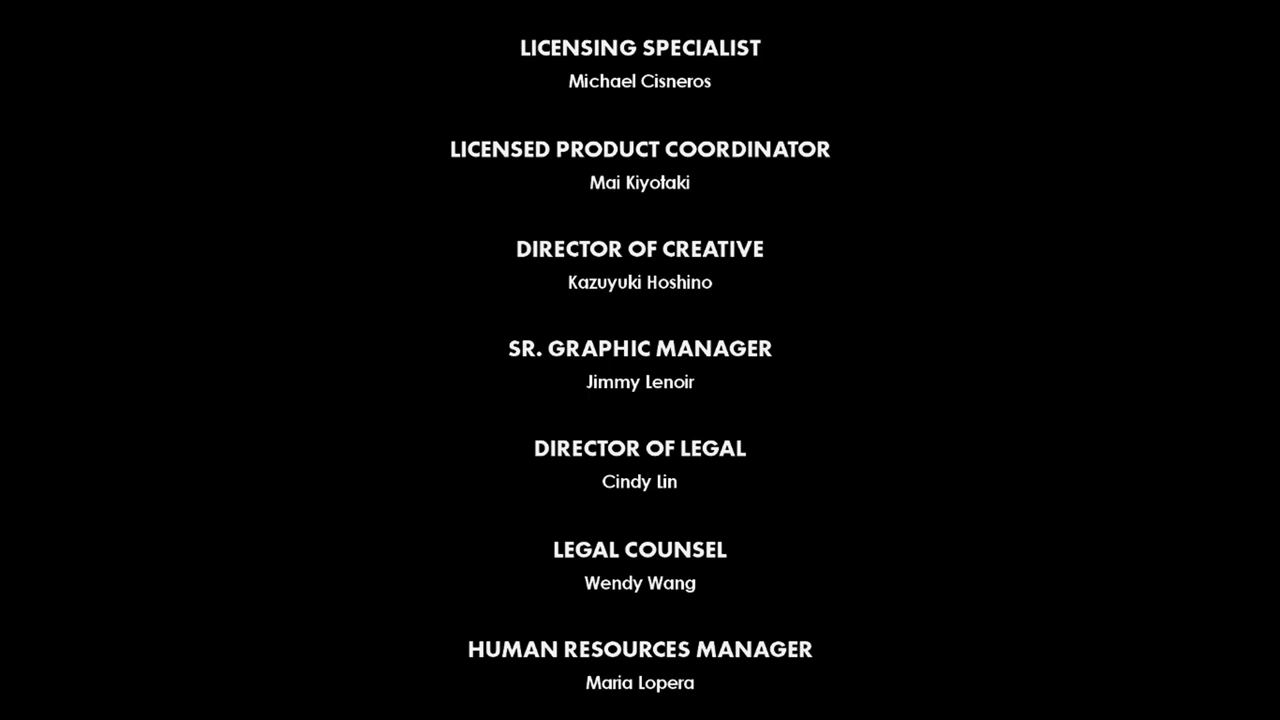 LICENSING SPECIALIST
Michael Cisneros
LICENSED PRODUCT COORDINATOR
Mai Kiyotaki
DIRECTOR OF CREATIVE
Kazuyuki Hoshino
SR. GRAPHIC MANAGER
Jimmy Lenoir
DIRECTOR OF LEGAL
Cindy Lin
LEGAL COUNSEL
Wendy Wang
HUMAN RESOURCES MANAGER
Maria Lopera